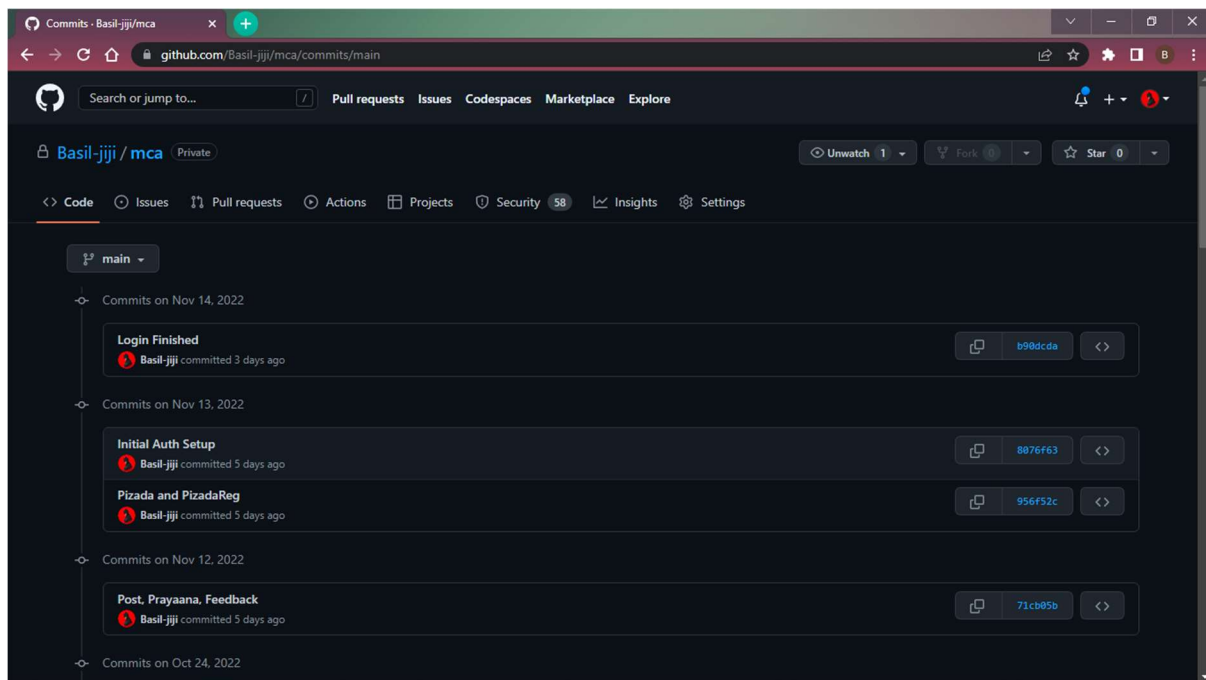 Commits · Basil-jiji/mca
github.com/Basil-jiji/mca/commits/main
B
Search or jump to... /
Pull requests Issues Codespaces Marketplace Explore
Basil-jiji / mca Private
Unwatch 1 Fork 0 Star 0
Code Issues Pull requests Actions Projects Security 58 Insights Settings
main
Commits on Nov 14, 2022
Login Finished
Basil-jiji committed 3 days ago
b90dcda
Commits on Nov 13, 2022
Initial Auth Setup
Basil-jiji committed 5 days ago
8076f63
Pizada and PizadaReg
Basil-jiji committed 5 days ago
956f52c
Commits on Nov 12, 2022
Post, Prayaana, Feedback
Basil-jiji committed 5 days ago
71cb05b
Commits on Oct 24, 2022